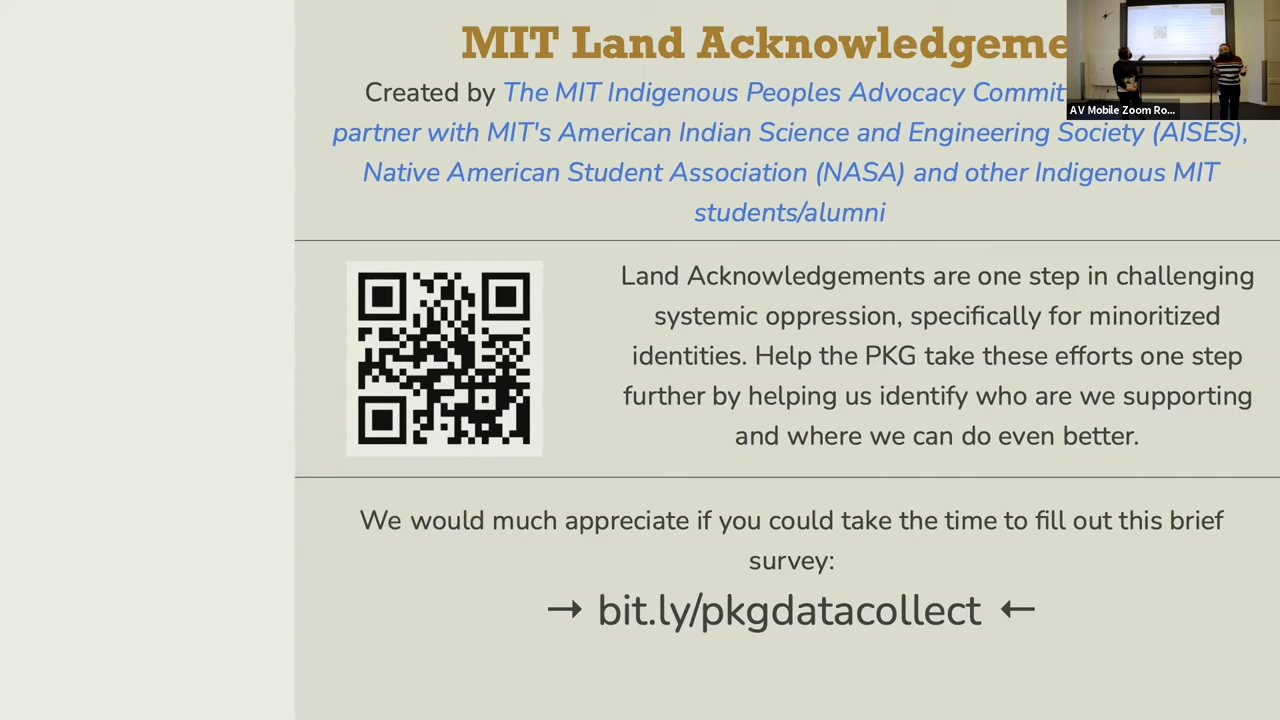 MIT Land Acknowledgeme
Created by The MIT Indigenous Peoples Advocacy Commit
partner with MIT's American Indian Science and Engineering Society (AISES),
Native American Student Association (NASA) and other Indigenous MIT
students/alumni
Land Acknowledgements are one step in challenging
systemic oppression, specifically for minoritized
identities. Help the PKG take these efforts one step
further by helping us identify who are we supporting
and where we can do even better.
We would much appreciate if you could take the time to fill out this brief
survey:
→ bit.ly/pkgdatacollect ←
AV Mobile Zoom Ro...